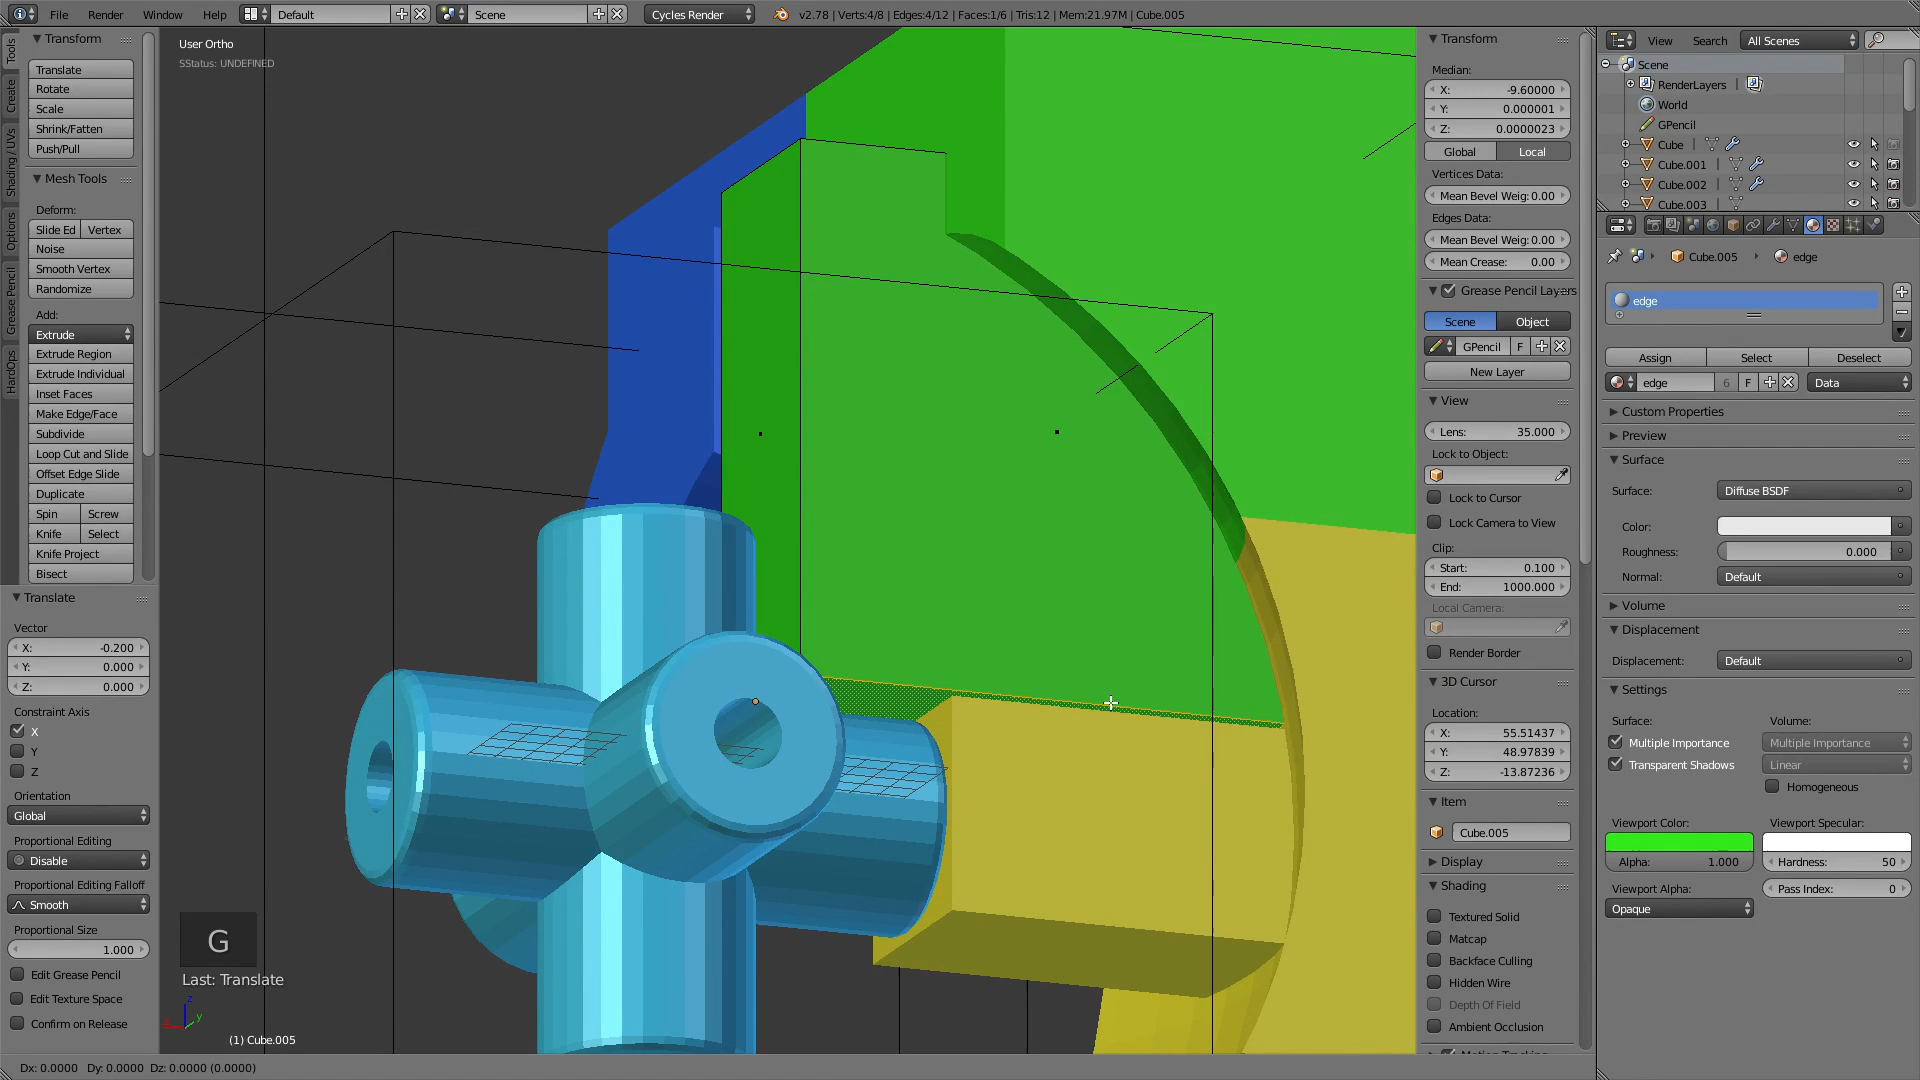 File Render Window Help Default Scene Cycles Render v2.78 | Verts:4/8 | Edges:4/12 | Faces:1/6 | Tris:12 | Mem:21.97M | Cube.005
Tools
Create
Shading / UVs
Options
Grease Pencil
HardOps
Transform
Translate
Rotate
Scale
Shrink/Fatten
Push/Pull
Mesh Tools
Deform:
Slide Ed Vertex
Noise
Smooth Vertex
Randomize
Add:
Extrude
Extrude Region
Extrude Individual
Inset Faces
Make Edge/Face
Subdivide
Loop Cut and Slide
Offset Edge Slide
Duplicate
Spin Screw
Knife Select
Knife Project
Bisect
Translate
Vector
X: -0.200
Y: 0.000
Z: 0.000
Constraint Axis
X
Y
Z
Orientation
Global
Proportional Editing
Disable
Proportional Editing Falloff
Smooth
Proportional Size
1.000
Edit Grease Pencil
Edit Texture Space
Confirm on Release
User Ortho
SStatus: UNDEFINED
G
Last: Translate
z
y
(1) Cube.005
Dx: 0.0000 Dy: 0.0000 Dz: 0.0000 (0.0000)
Transform
Median:
X: -9.60000
Y: 0.000001
Z: 0.0000023
Global Local
Vertices Data:
Mean Bevel Weig: 0.00
Edges Data:
Mean Bevel Weig: 0.00
Mean Crease: 0.00
Grease Pencil Layers
Scene Object
GPencil F
New Layer
View
Lens: 35.000
Lock to Object:
Lock to Cursor
Lock Camera to View
Clip:
Start: 0.100
End: 1000.000
Local Camera:
Render Border
3D Cursor
Location:
X: 55.51437
Y: 48.97839
Z: -13.87236
Item
Cube.005
Display
Shading
Textured Solid
Matcap
Backface Culling
Hidden Wire
Depth Of Field
Ambient Occlusion
View Search All Scenes
Scene
RenderLayers |
World
GPencil
Cube |
Cube.001 |
Cube.002 |
Cube.003
Cube.005 edge
edge
Assign Select Deselect
edge 6 F Data
Custom Properties
Preview
Surface
Surface: Diffuse BSDF
Color:
Roughness: 0.000
Normal: Default
Volume
Displacement
Displacement: Default
Settings
Surface: Volume:
Multiple Importance Multiple Importance
Transparent Shadows Linear
Homogeneous
Viewport Color: Viewport Specular:
Alpha: 1.000 Hardness: 50
Viewport Alpha: Pass Index: 0
Opaque